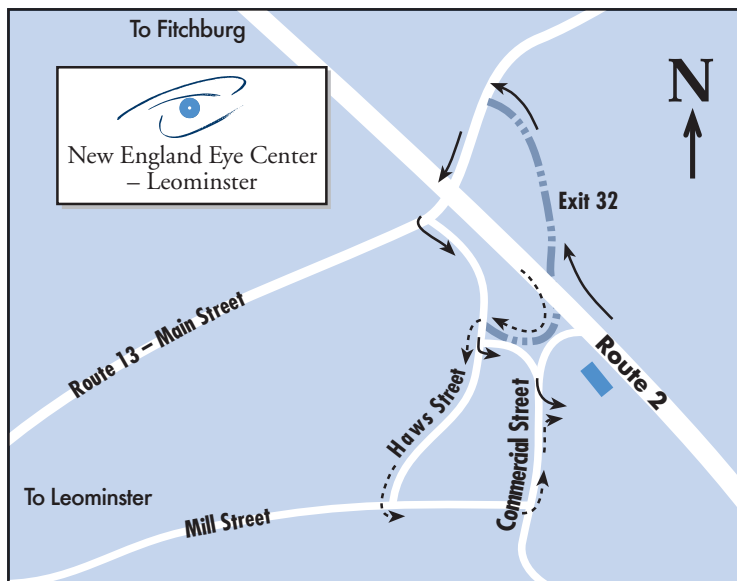 To Fitchburg
New England Eye Center
– Leominster
N
Exit 32
Route 13 – Main Street
Route 2
Haws Street
Commercial Street
To Leominster
Mill Street